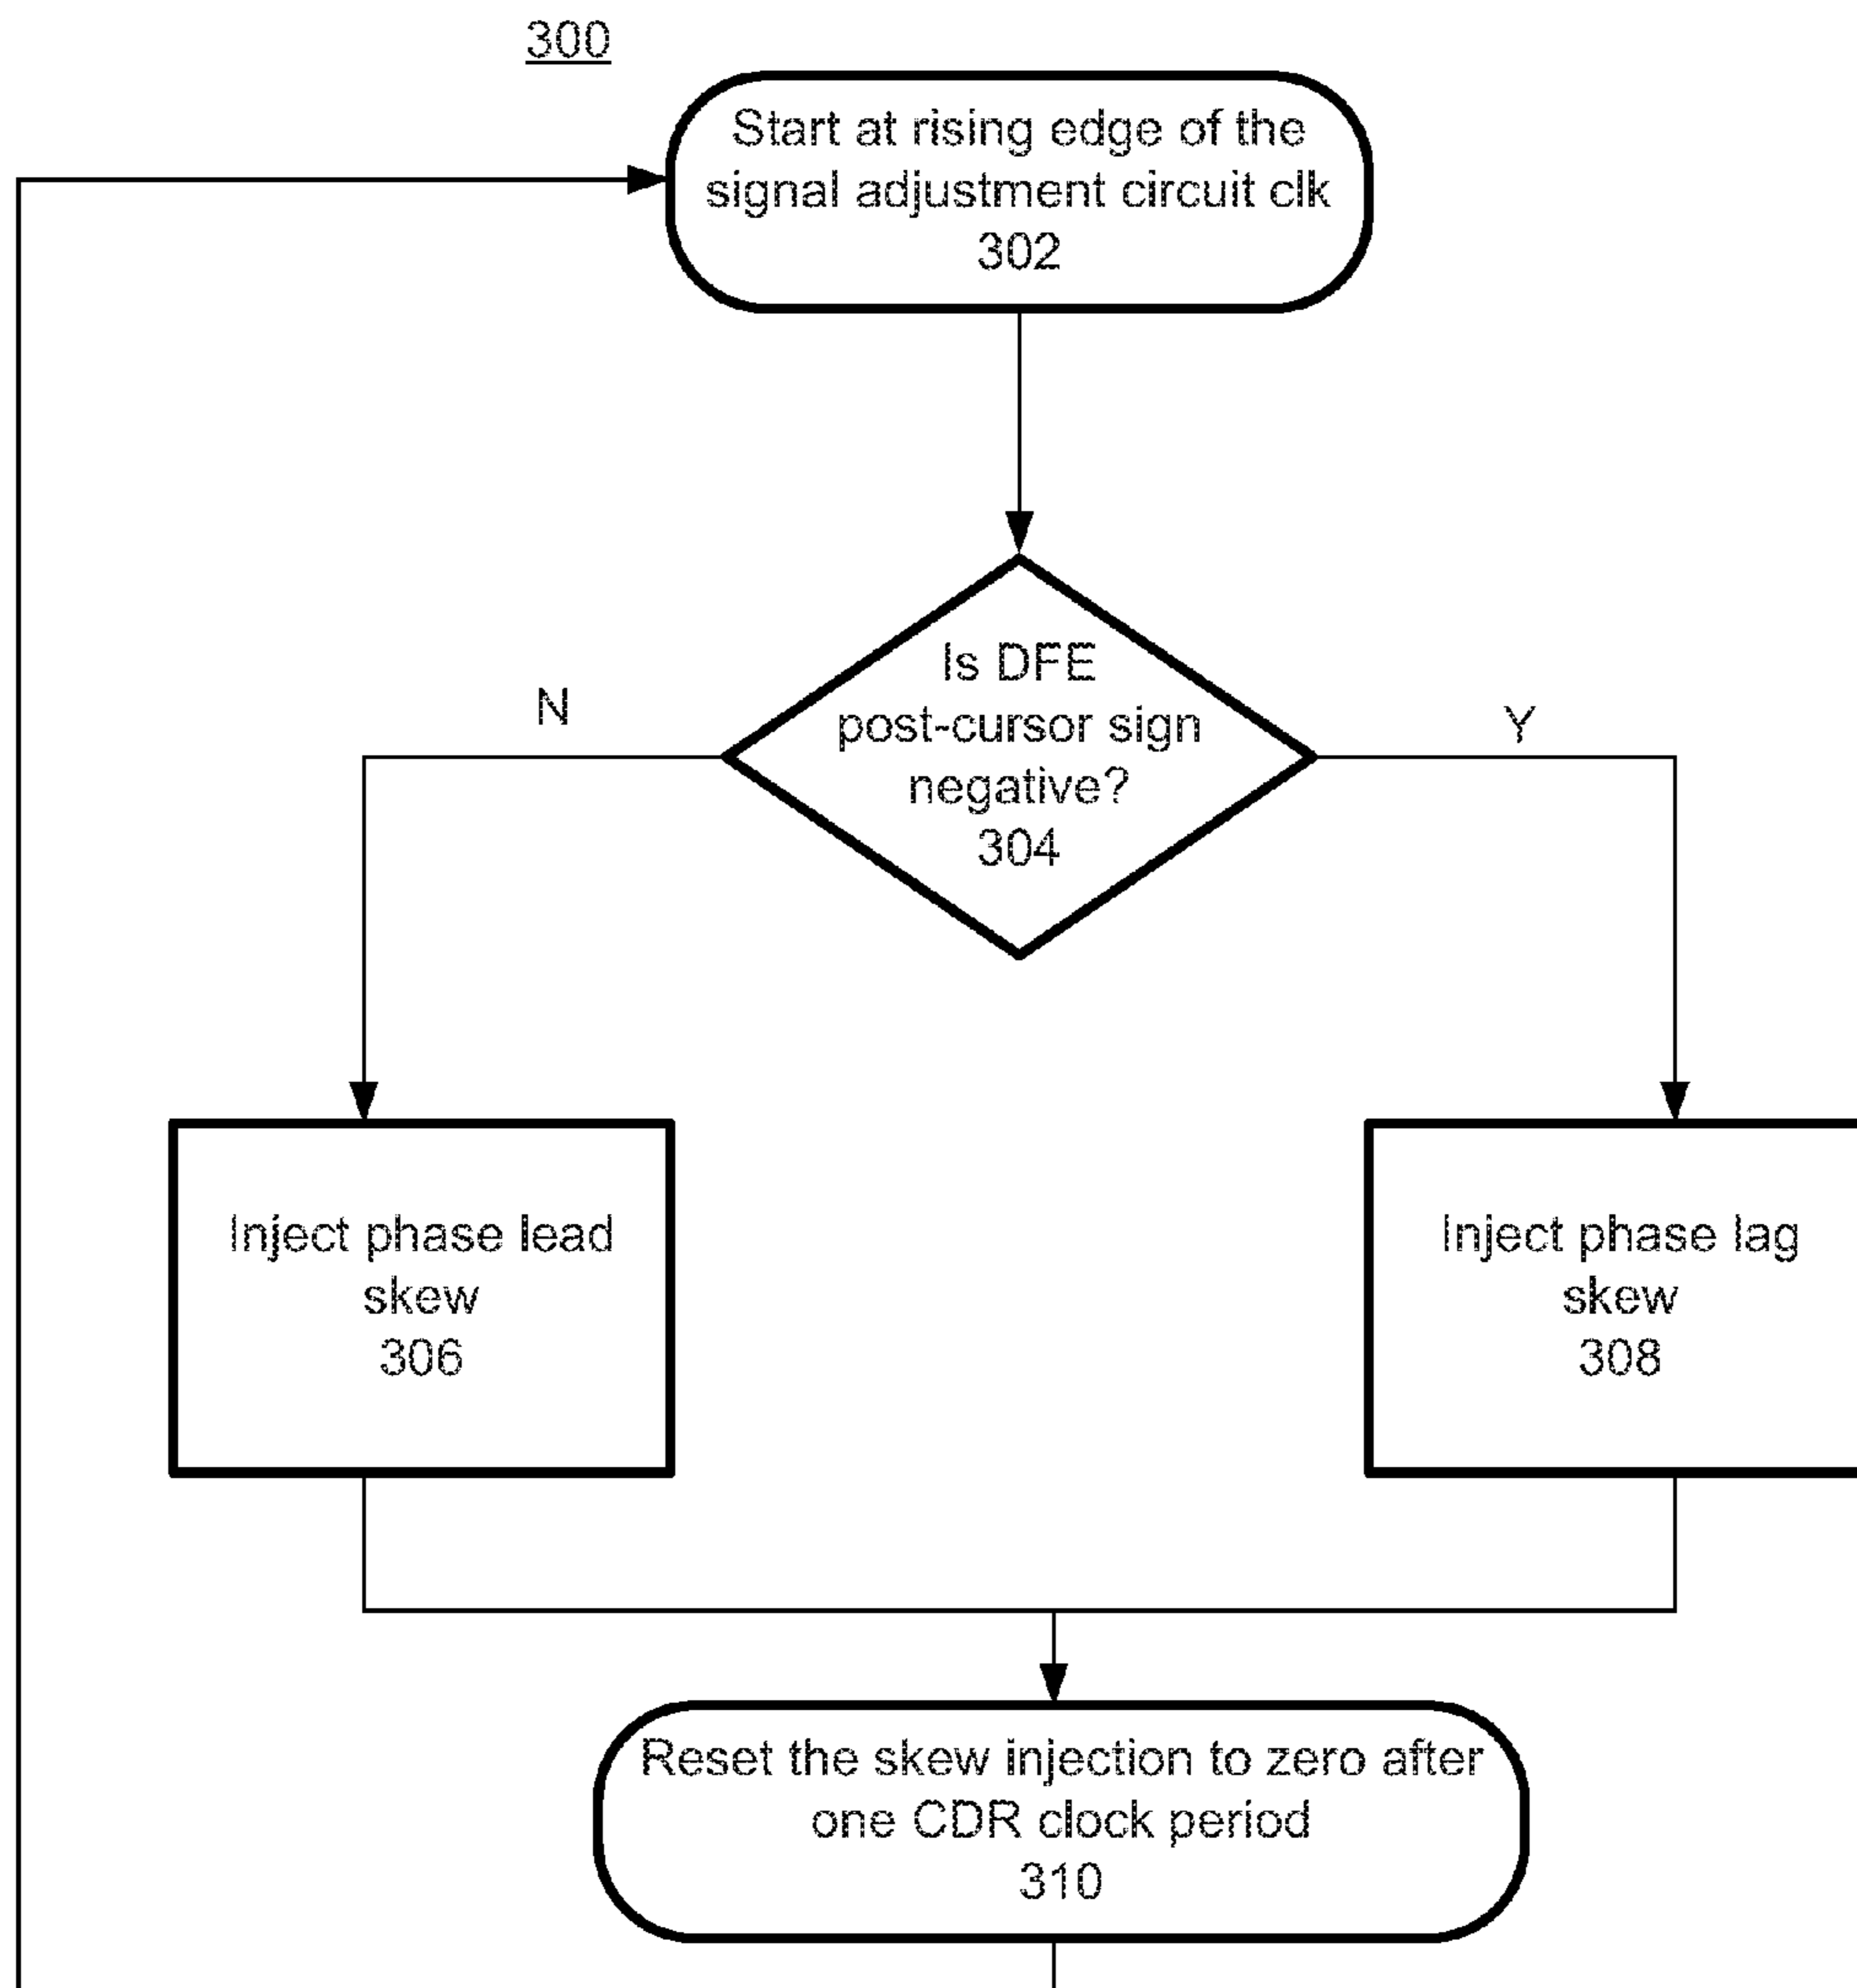 300
Start at rising edge of the
signal adjustment circuit clk
302
Is DFE
post-cursor sign
negative?
304
N
Y
Inject phase lead
skew
306
Inject phase lag
skew
308
Reset the skew injection to zero after
one CDR clock period
310